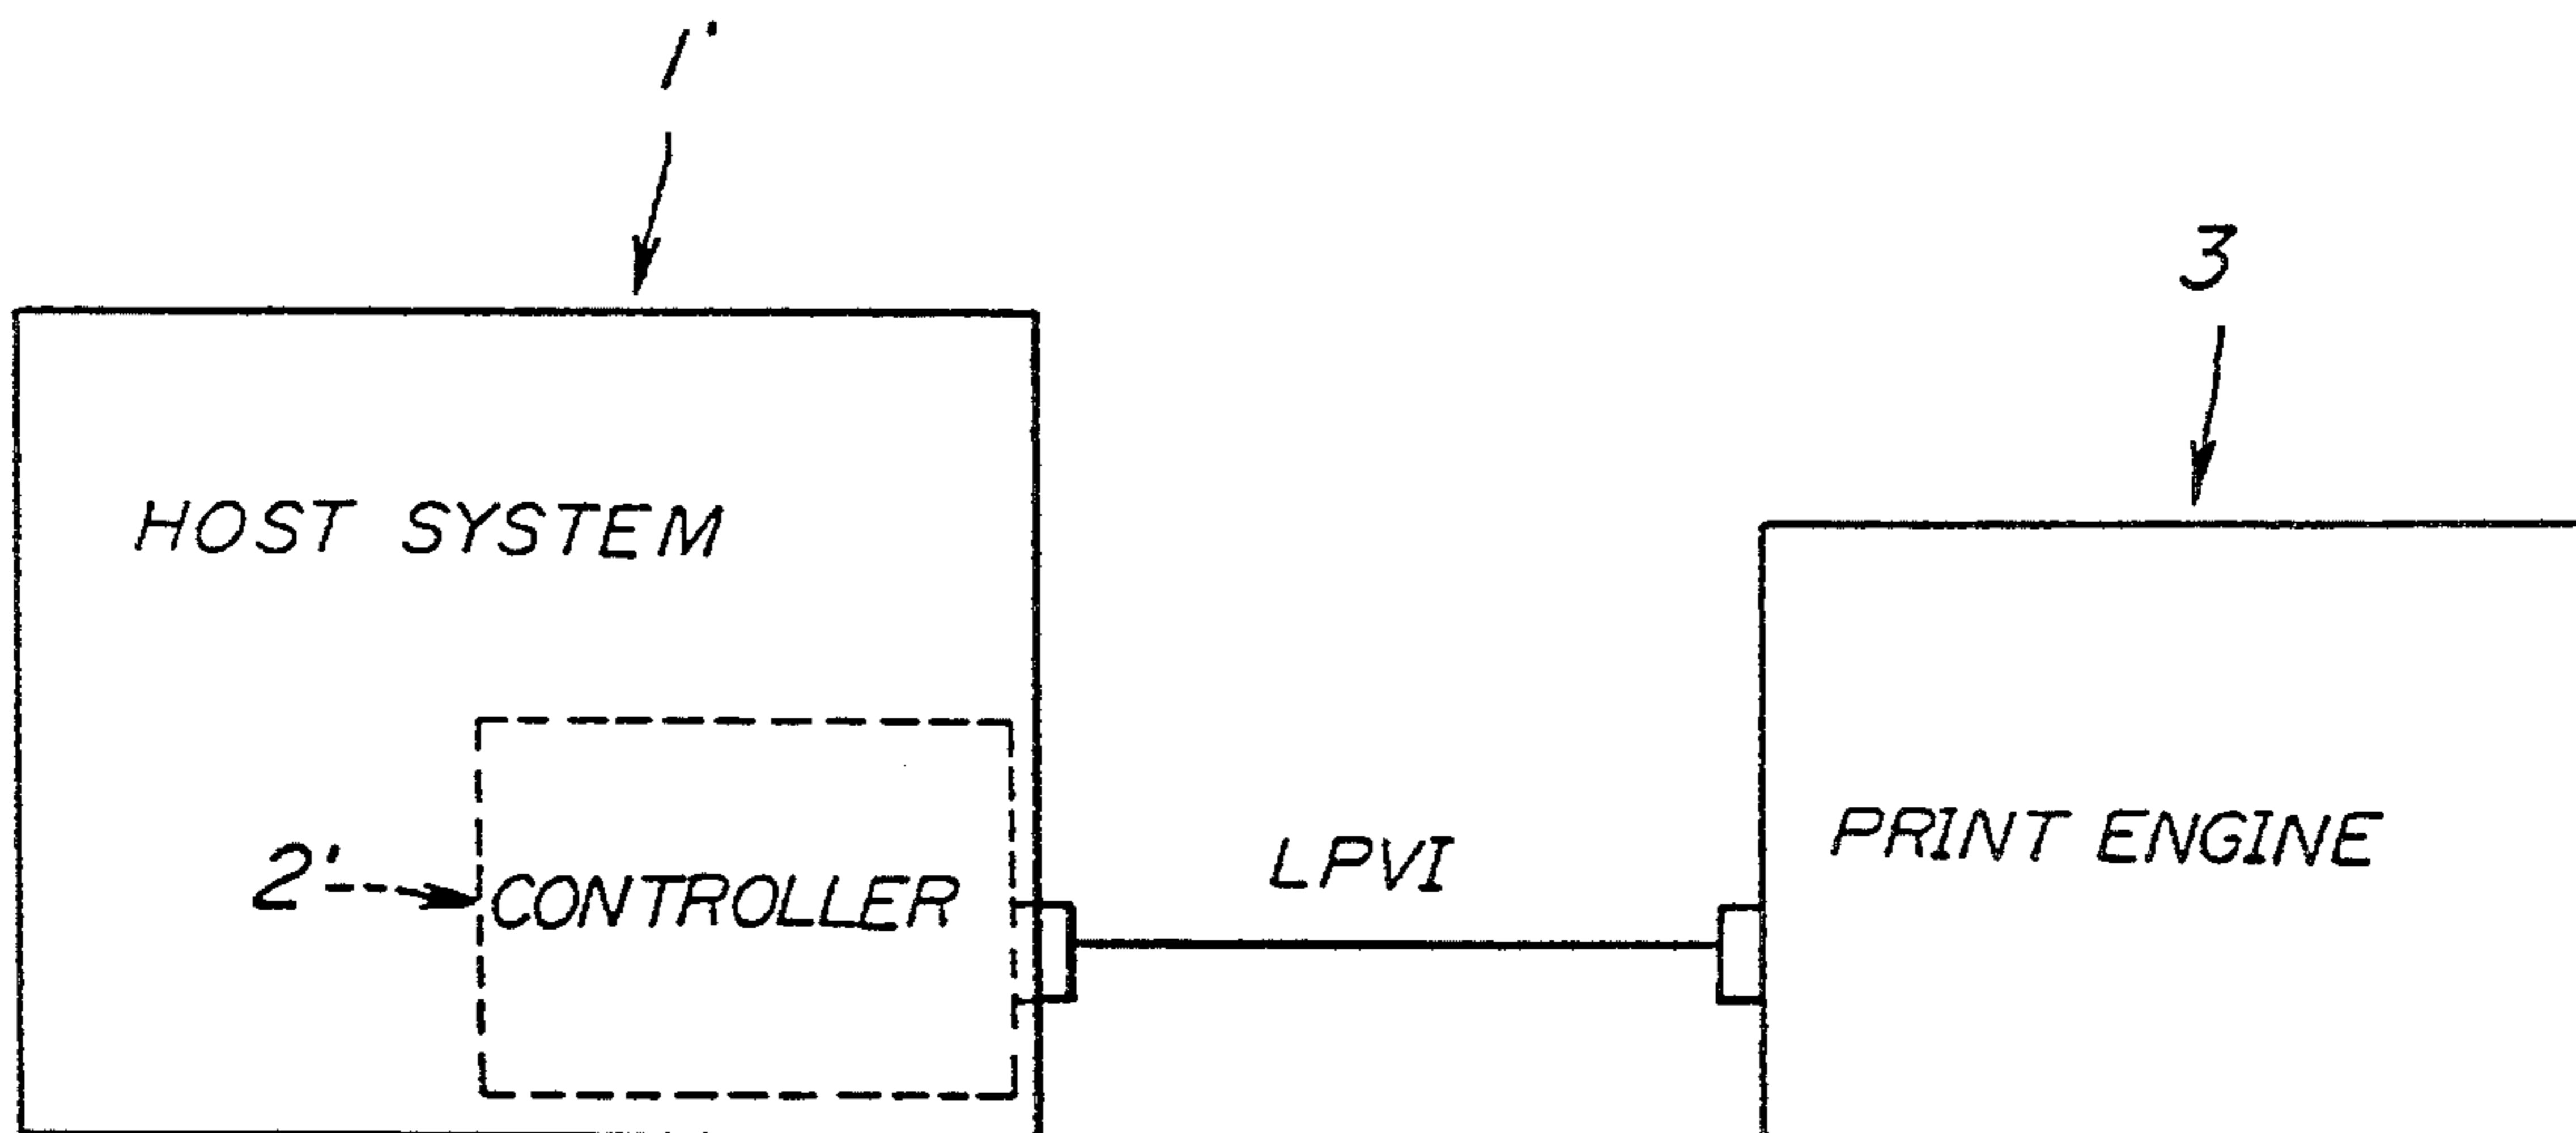 1'
3
HOST SYSTEM
PRINT ENGINE
LPVI
2'
CONTROLLER